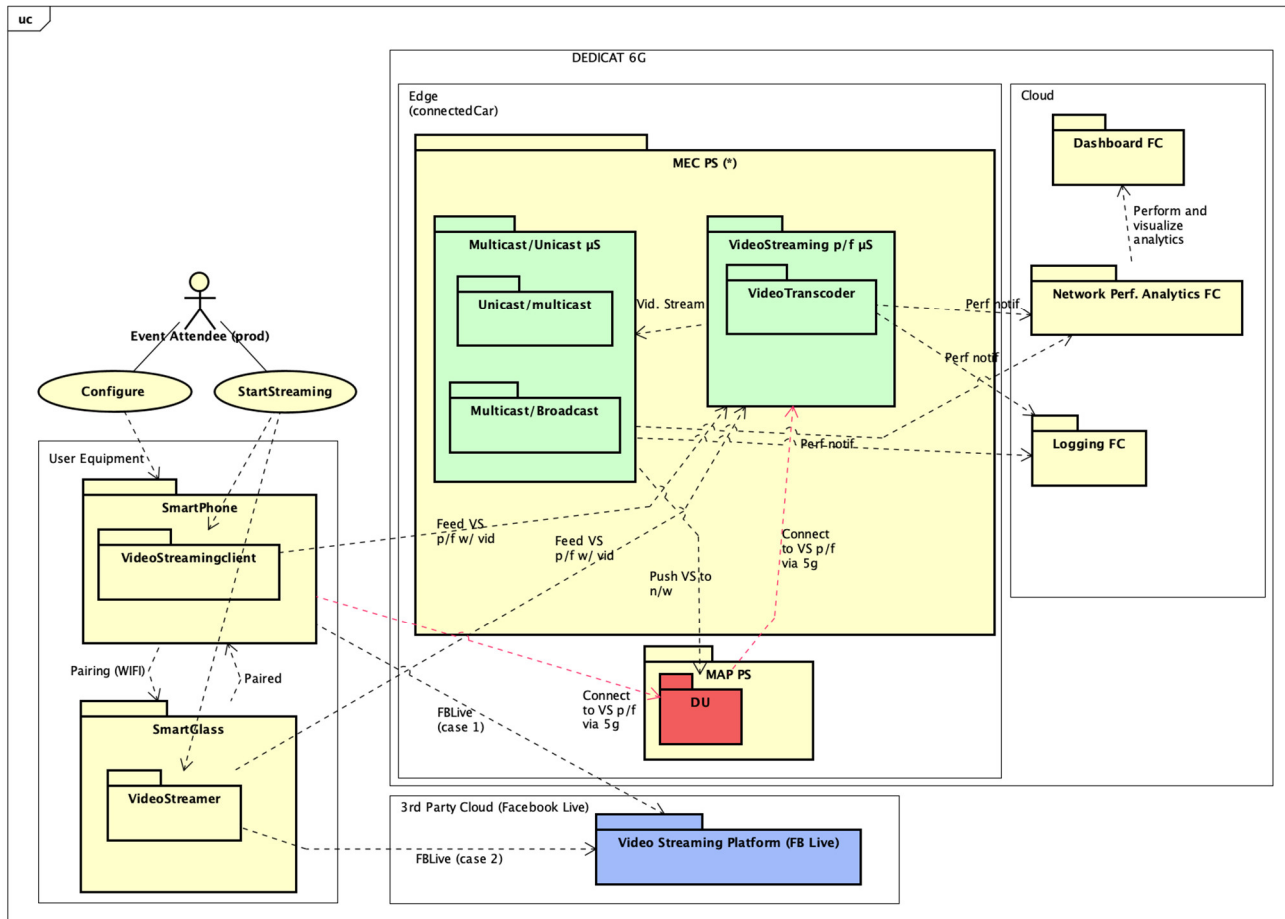 uc
DEDICAT 6G
Edge
(connectedCar)
Cloud
MEC PS (*)
Dashboard FC
Perform and
visualize
analytics
Multicast/Unicast µS
VideoStreaming p/f µS
Unicast/multicast
VideoTranscoder
Vid. Stream
Perf notif
Network Perf. Analytics FC
Event Attendee (prod)
Perf notif
Configure
StartStreaming
Multicast/Broadcast
Perf notif
Logging FC
User Equipment
SmartPhone
VideoStreamingclient
Feed VS
p/f w/ vid
Feed VS
p/f w/ vid
Connect
to VS p/f
via 5g
Push VS to
n/w
Pairing (WIFI)
Paired
MAP PS
DU
Connect
to VS p/f
via 5g
FBLive
(case 1)
SmartGlass
VideoStreamer
3rd Party Cloud (Facebook Live)
Video Streaming Platform (FB Live)
FBLive (case 2)